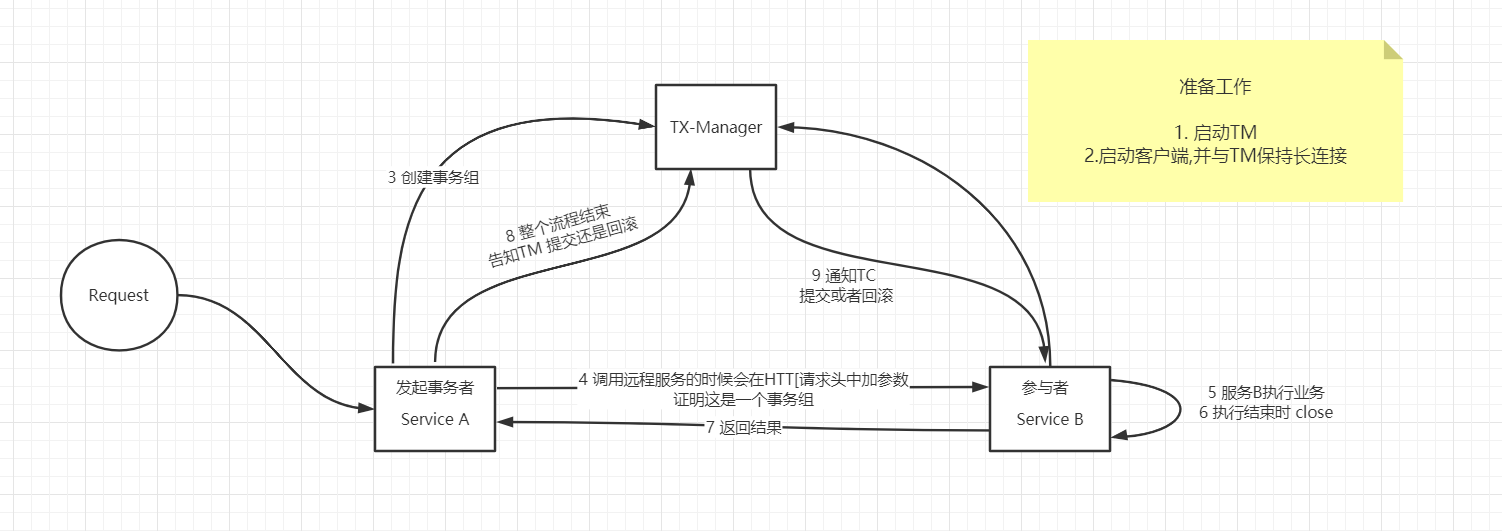 准备工作
1. 启动TM
2.启动客户端,并与TM保持长连接
TX-Manager
3 创建事务组
8 整个流程结束
告知TM 提交还是回滚
9 通知TC
提交或者回滚
Request
发起事务者
Service A
4 调用远程服务的时候会在HTT[请求头中加参数
证明这是一个事务组
7 返回结果
参与者
Service B
5 服务B执行业务
6 执行结束时 close